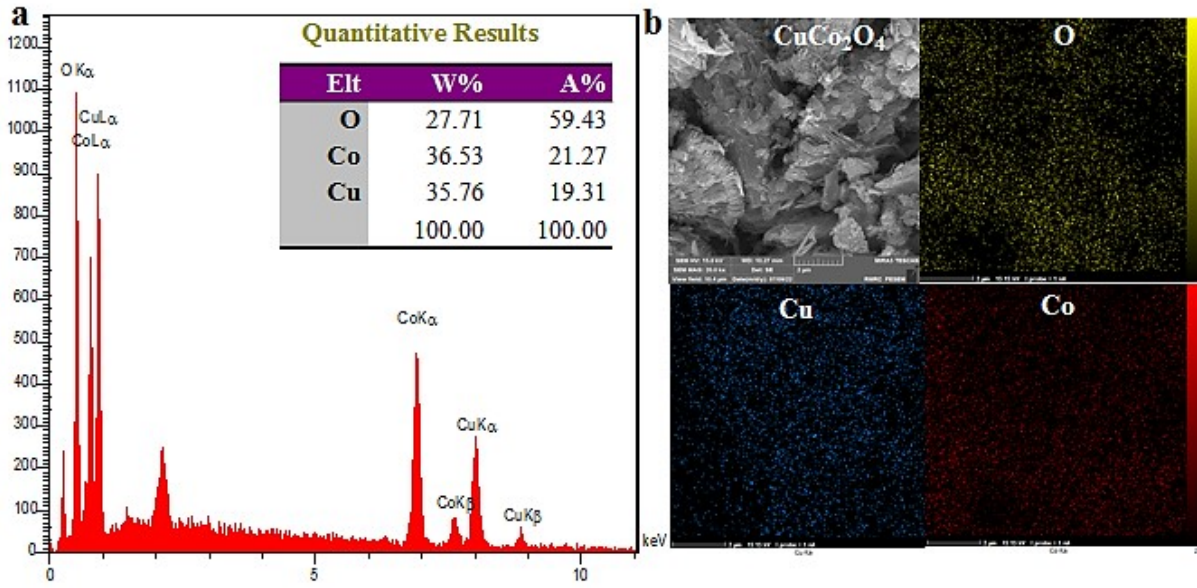 a
Quantitative Results
Elt W% A%
O 27.71 59.43
Co 36.53 21.27
Cu 35.76 19.31
100.00 100.00
1200
1100
1000
900
800
700
600
500
400
300
200
100
0
OKα
CuLα
CoLα
CoKα
CoKβ
CuKα
CuKβ
0 5 10
keV
b
CuCo₂O₄
O
Cu
Co